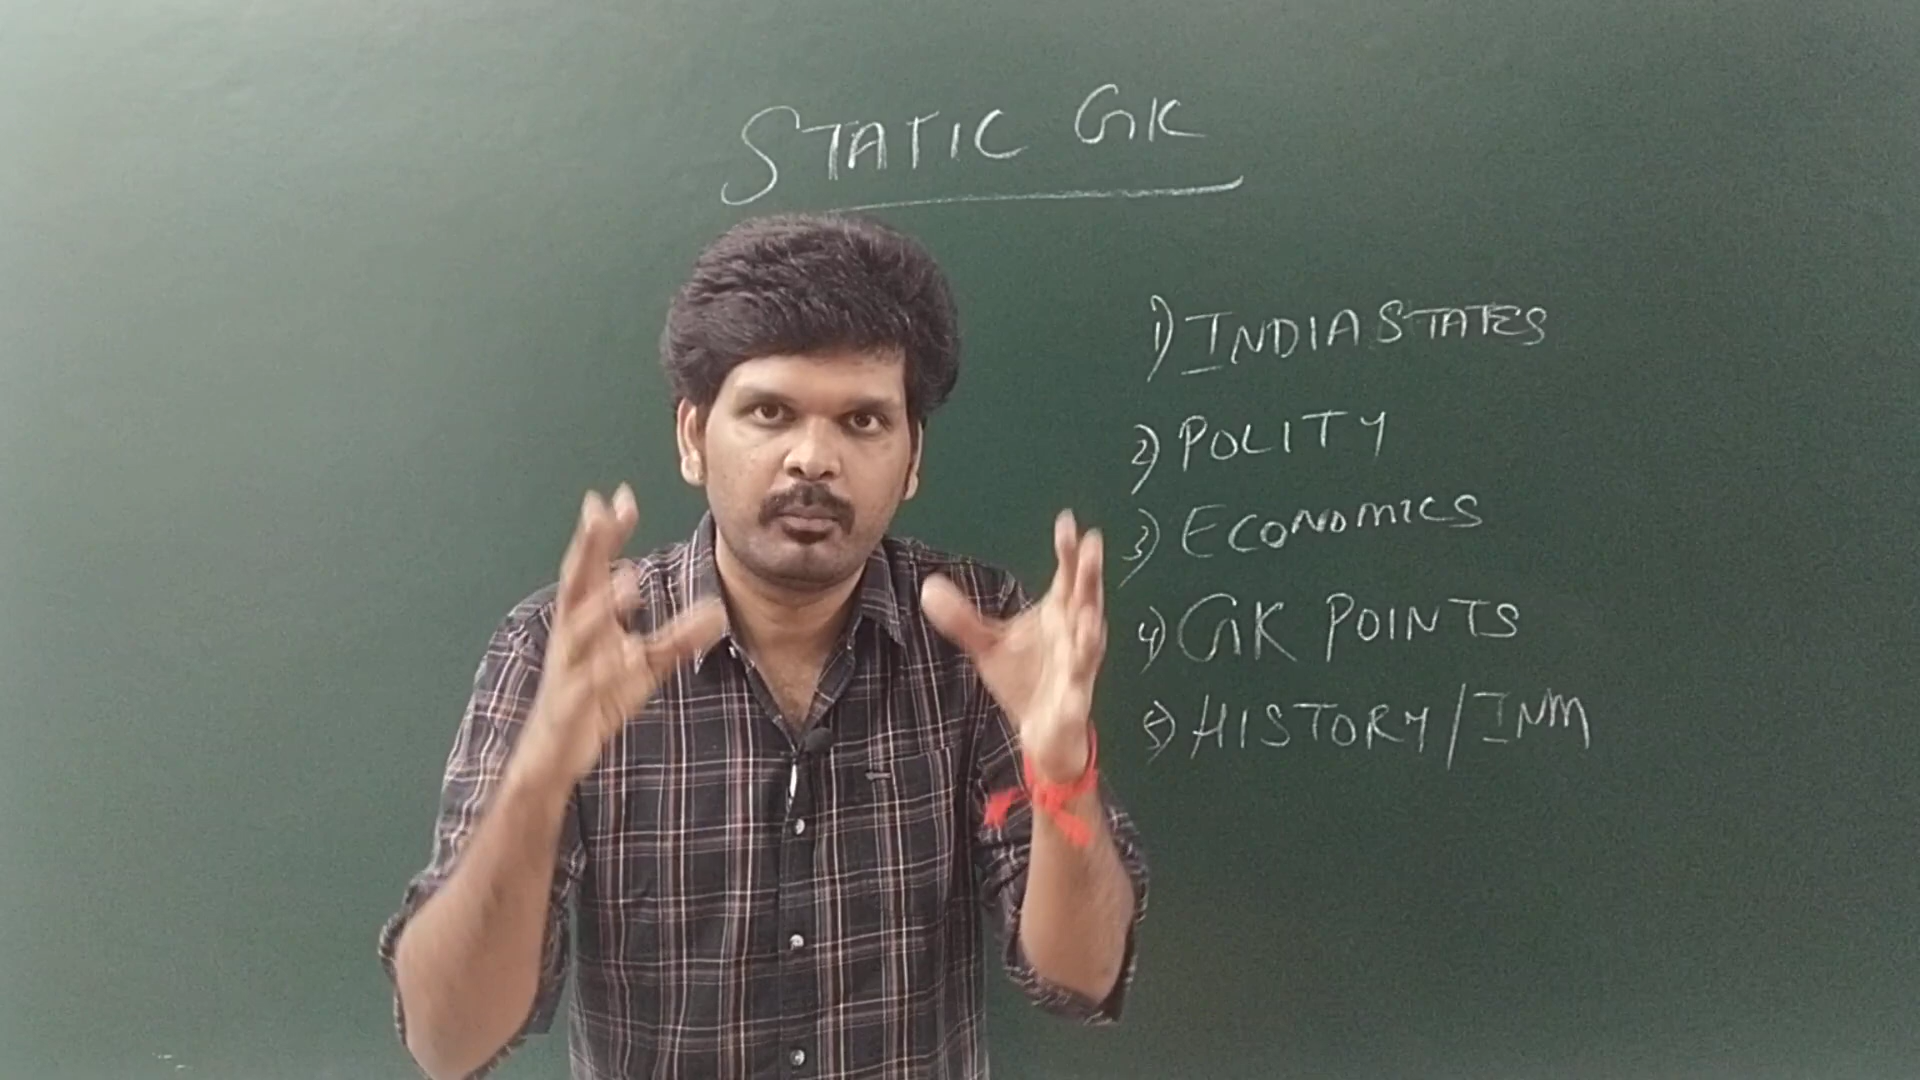 STATIC GK
1) INDIA STATES
2) POLITY
3) ECONOMICS
4) GK POINTS
5) HISTORY/INM